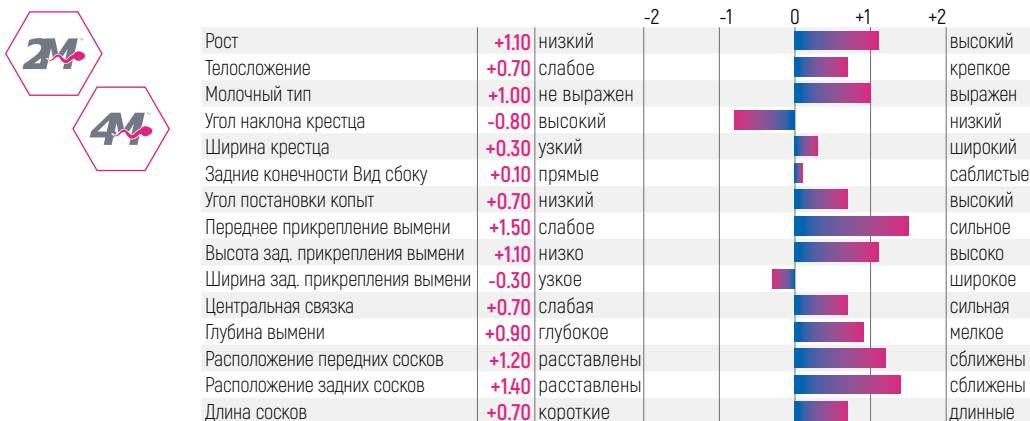 2M
4M
-2 -1 0 +1 +2
Рост +1.10 низкий высокий
Телосложение +0.70 слабое крепкое
Молочный тип +1.00 не выражен выражен
Угол наклона крестца -0.80 высокий низкий
Ширина крестца +0.30 узкий широкий
Задние конечности Вид сбоку +0.10 прямые саблистые
Угол постановки копыт +0.70 низкий высокий
Переднее прикрепление вымени +1.50 слабое сильное
Высота зад. прикрепления вымени +1.10 низко высоко
Ширина зад. прикрепления вымени -0.30 узкое широкое
Центральная связка +0.70 слабая сильная
Глубина вымени +0.90 глубокое мелкое
Расположение передних сосков +1.20 расставлены сближены
Расположение задних сосков +1.40 расставлены сближены
Длина сосков +0.70 короткие длинные